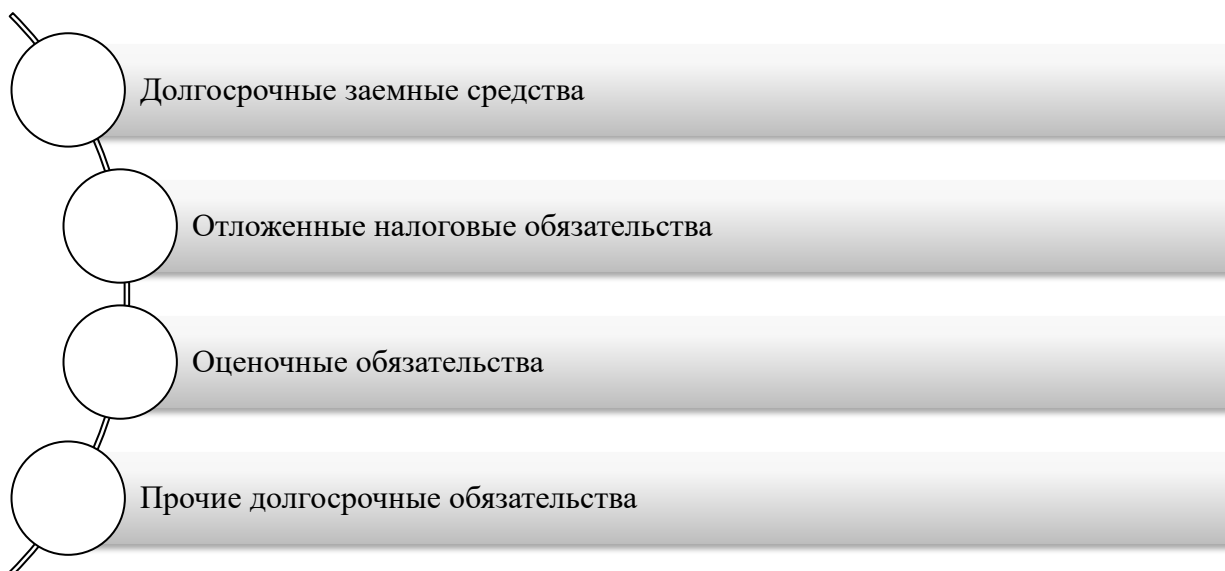 Долгосрочные заемные средства
Отложенные налоговые обязательства
Оценочные обязательства
Прочие долгосрочные обязательства